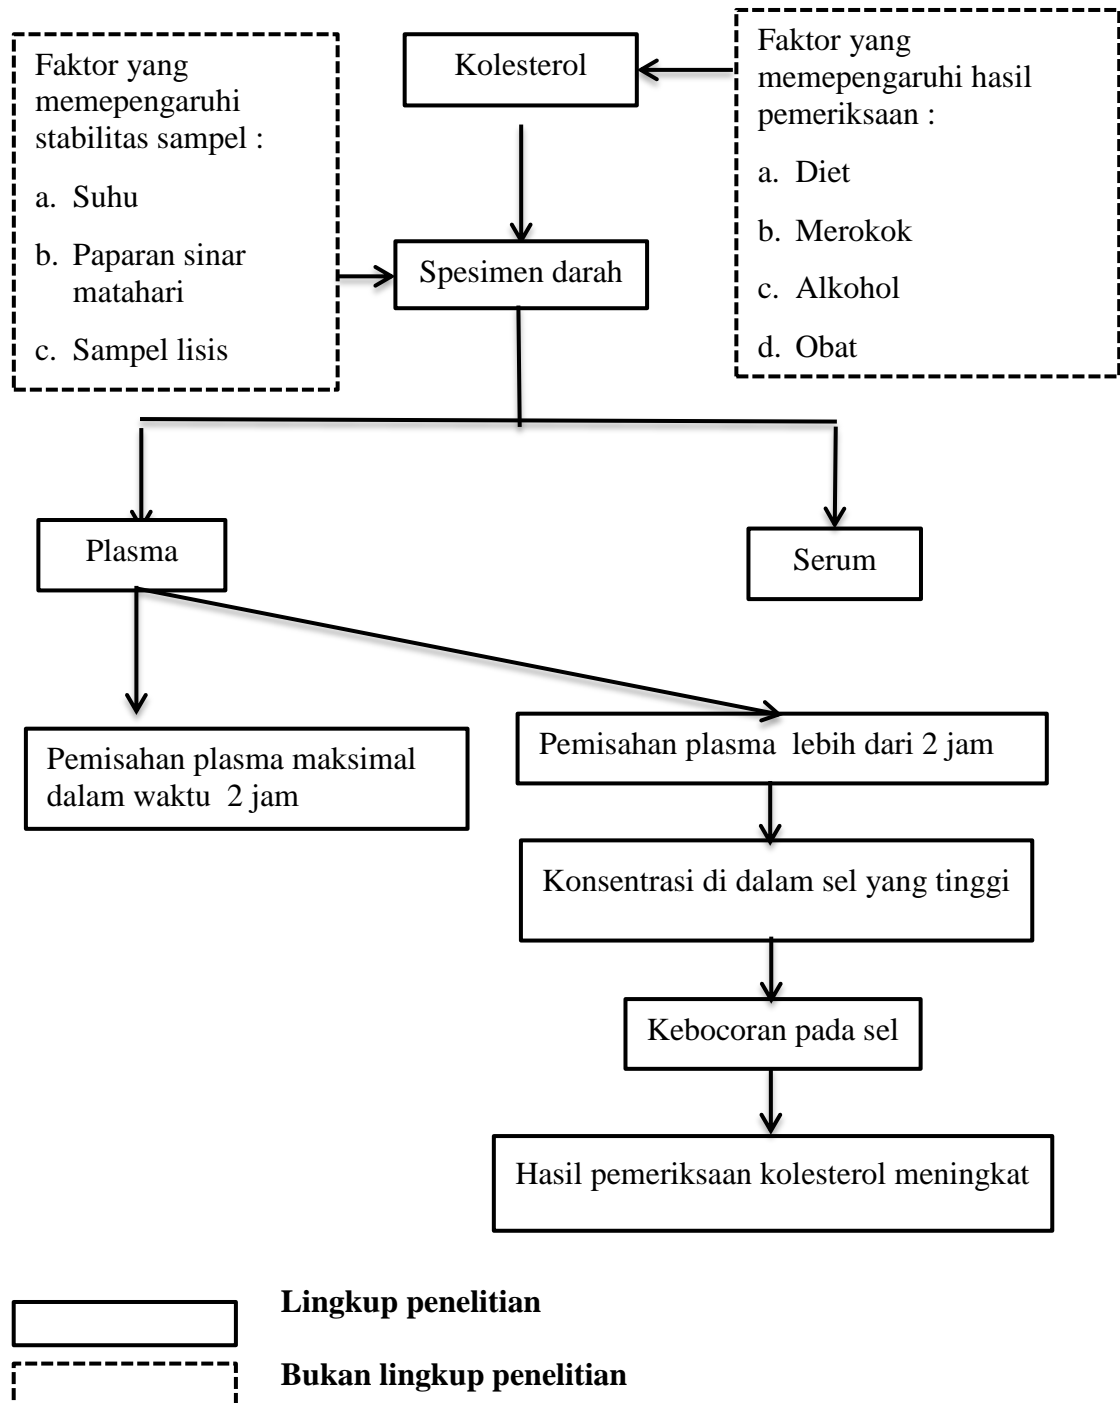 Faktor yang
memepengaruhi
stabilitas sampel :
a. Suhu
b. Paparan sinar
matahari
c. Sampel lisis
Kolesterol
Faktor yang
memepengaruhi hasil
pemeriksaan :
a. Diet
b. Merokok
c. Alkohol
d. Obat
Spesimen darah
Plasma
Serum
Pemisahan plasma maksimal
dalam waktu 2 jam
Pemisahan plasma lebih dari 2 jam
Konsentrasi di dalam sel yang tinggi
Kebocoran pada sel
Hasil pemeriksaan kolesterol meningkat
Lingkup penelitian
Bukan lingkup penelitian